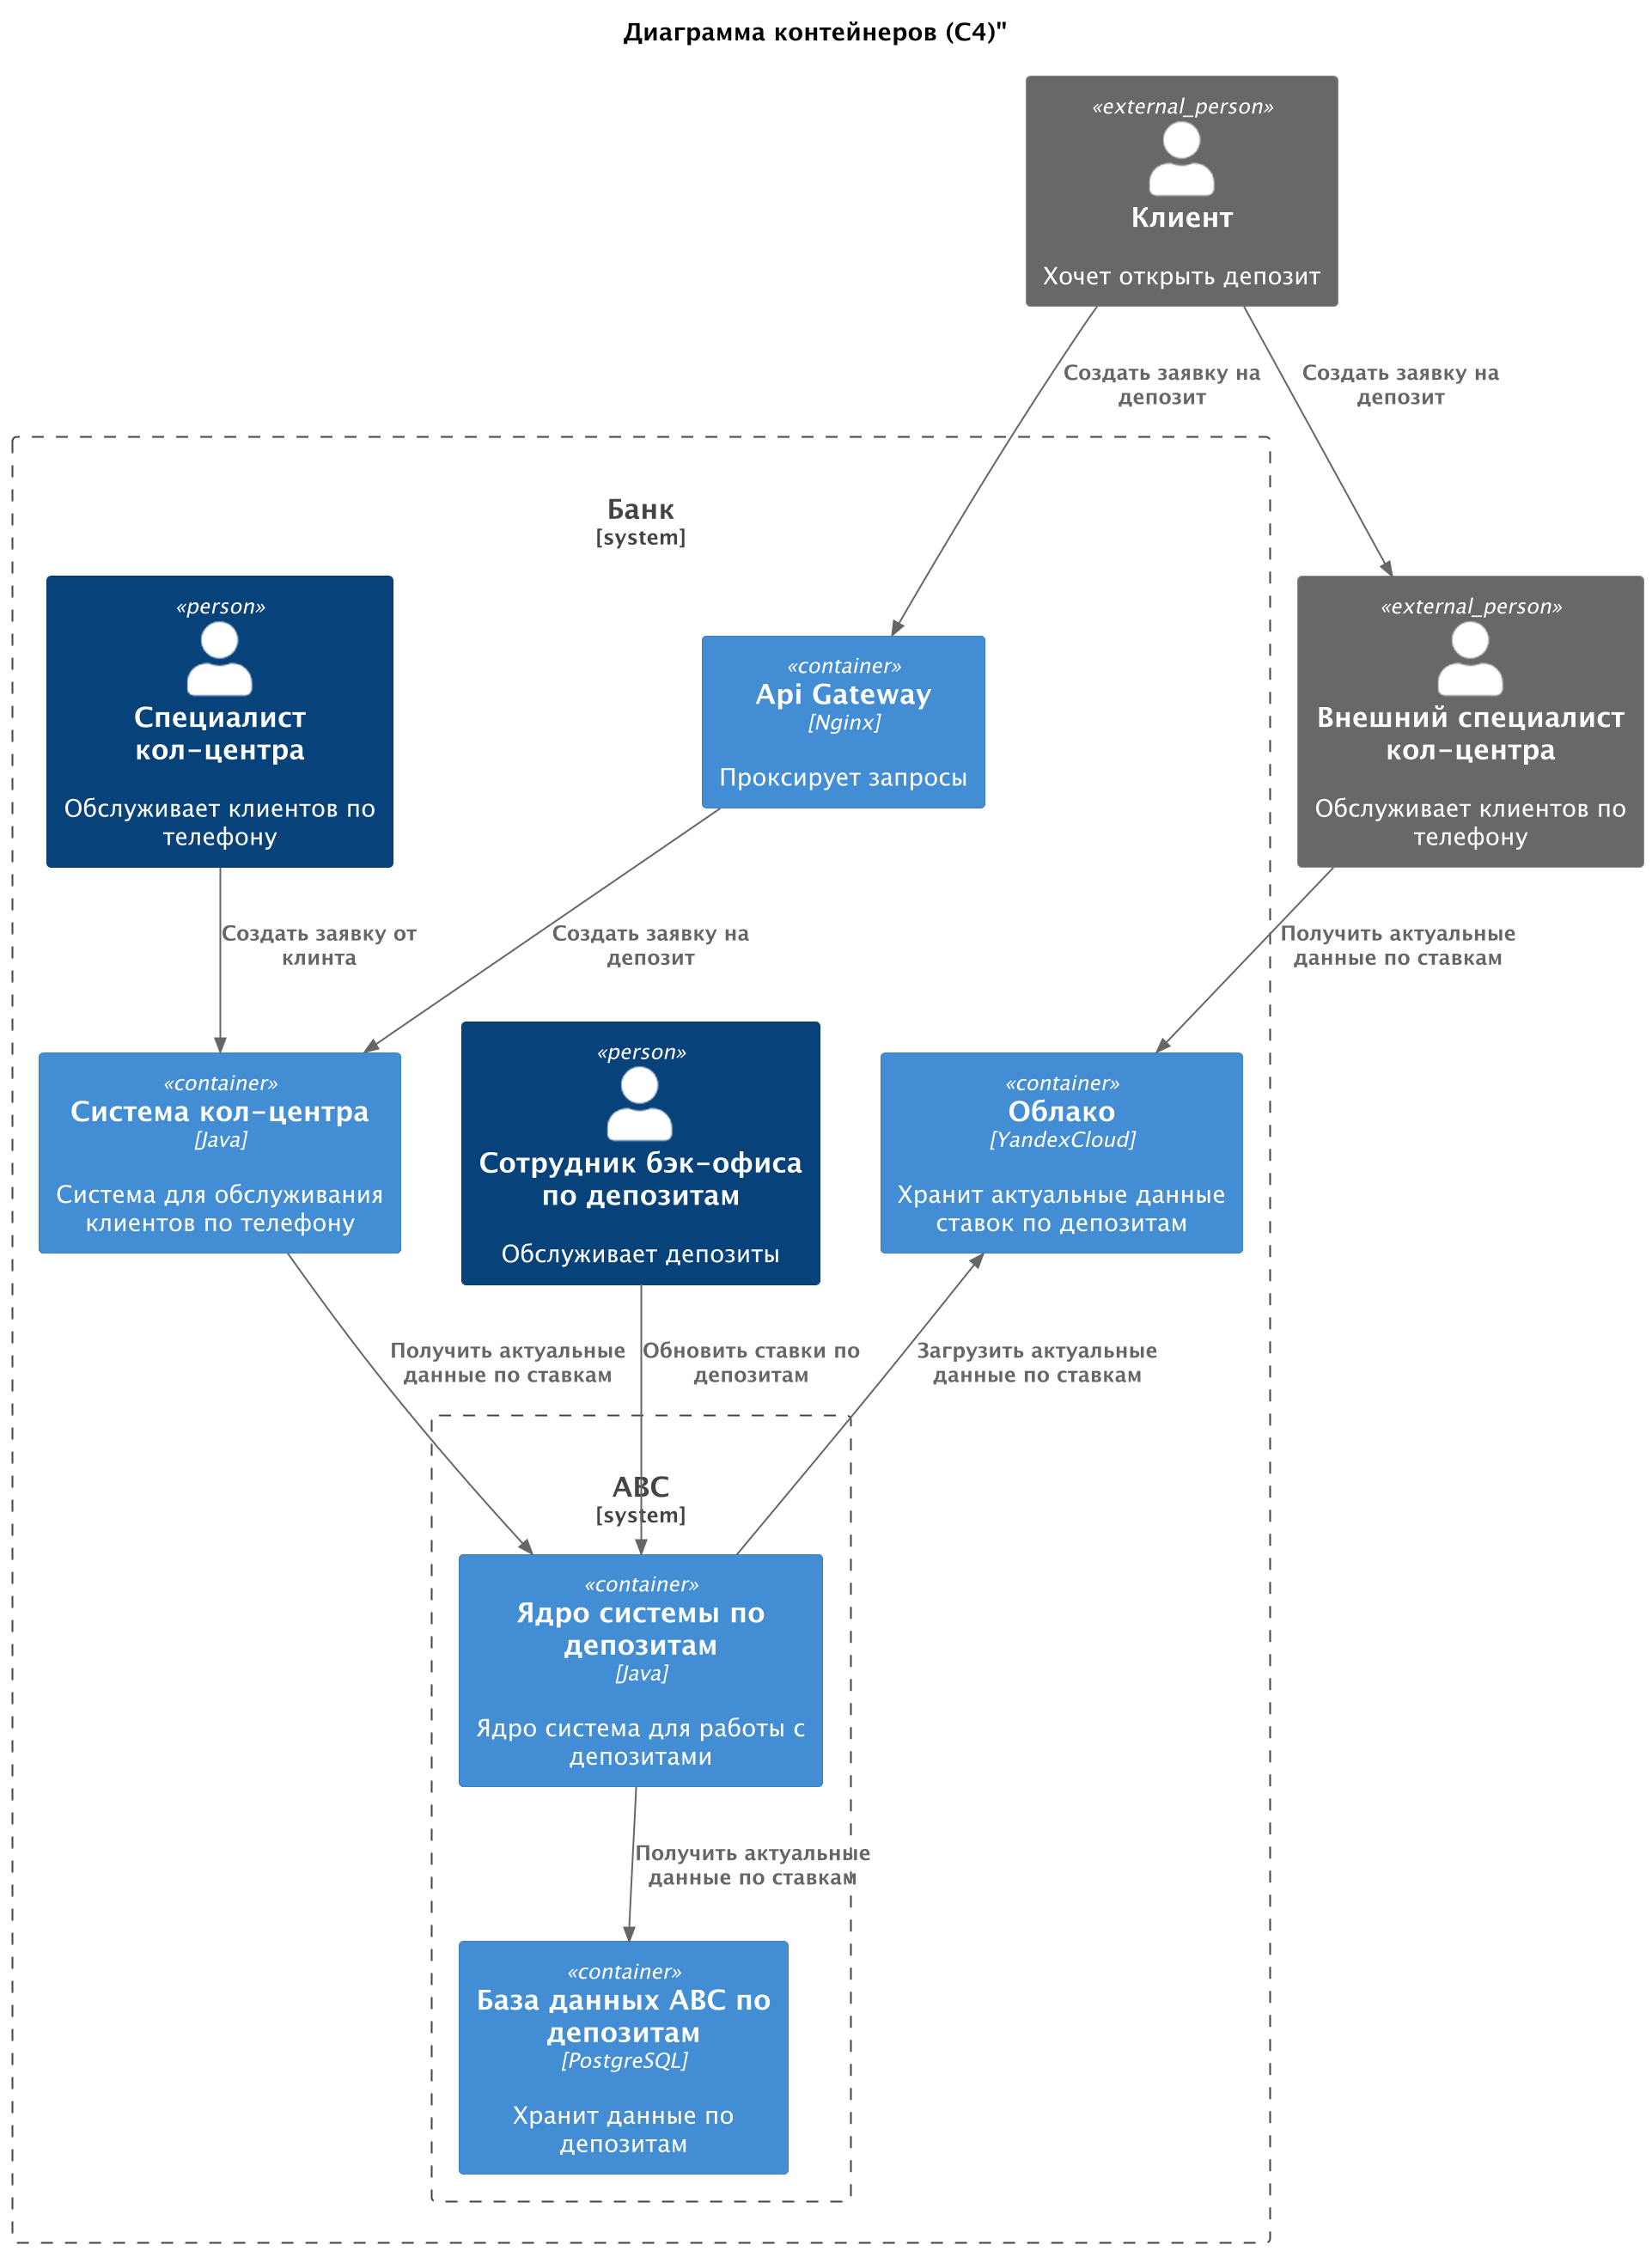 Диаграмма контейнеров (C4)"
«external_person»
Клиент
Хочет открыть депозит
Создать заявку на
депозит
Создать заявку на
депозит
Банк
[system]
«person»
Специалист
кол-центра
Обслуживает клиентов по
телефону
«container»
Api Gateway
[Nginx]
Проксирует запросы
«external_person»
Внешний специалист
кол-центра
Обслуживает клиентов по
телефону
Создать заявку от
клинта
Создать заявку на
депозит
Получить актуальные
данные по ставкам
«container»
Система кол-центра
[Java]
Система для обслуживания
клиентов по телефону
«person»
Сотрудник бэк-офиса
по депозитам
Обслуживает депозиты
«container»
Облако
[YandexCloud]
Хранит актуальные данные
ставок по депозитам
Получить актуальные
данные по ставкам
Обновить ставки по
депозитам
Загрузить актуальные
данные по ставкам
АВС
[system]
«container»
Ядро системы по
депозитам
[Java]
Ядро система для работы с
депозитами
Получить актуальные
данные по ставкам
«container»
База данных АВС по
депозитам
[PostgreSQL]
Хранит данные по
депозитам